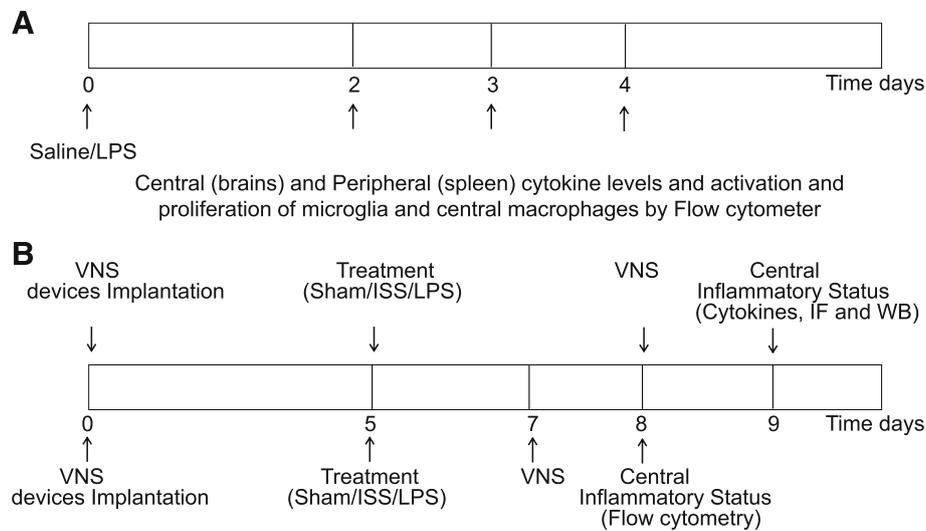 A
0
2
3
4
Time days
Saline/LPS
Central (brains) and Peripheral (spleen) cytokine levels and activation and
proliferation of microglia and central macrophages by Flow cytometer
B
VNS
devices Implantation
Treatment
(Sham/ISS/LPS)
VNS
Central
Inflammatory Status
(Cytokines, IF and WB)
0
5
7
8
9
Time days
VNS
devices Implantation
Treatment
(Sham/ISS/LPS)
VNS
Central
Inflammatory Status
(Flow cytometry)